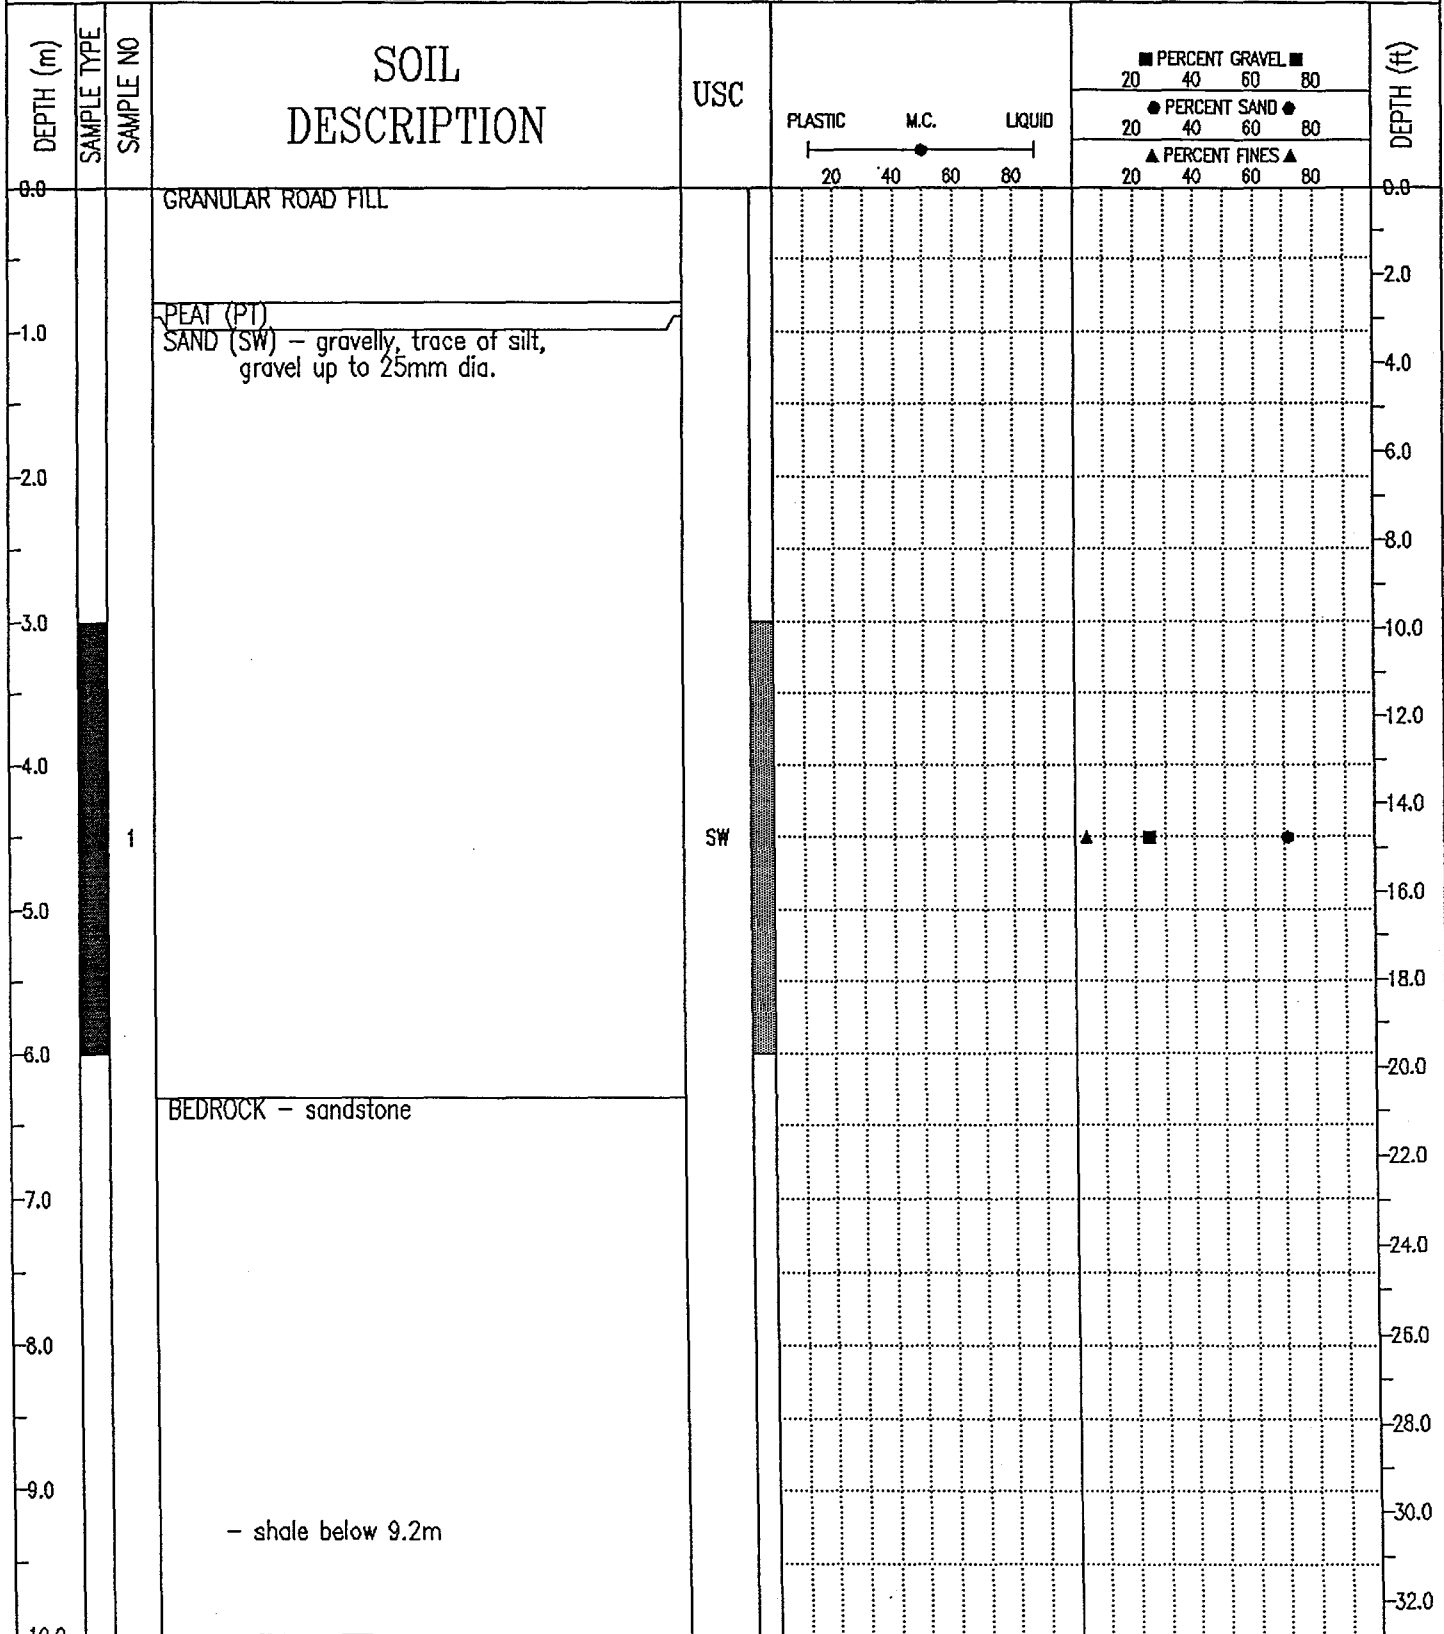 DEPTH (m)
SAMPLE TYPE
SAMPLE NO
SOIL
DESCRIPTION
USC
PLASTIC M.C. LIQUID
20 40 60 80
■ PERCENT GRAVEL ■
20 40 60 80
● PERCENT SAND ●
20 40 60 80
▲ PERCENT FINES ▲
20 40 60 80
DEPTH (ft)
0.0
GRANULAR ROAD FILL
0.0
-2.0
PEAT (PT)
-1.0
SAND (SW) – gravelly, trace of silt,
gravel up to 25mm dia.
-4.0
-6.0
-2.0
-8.0
-3.0
-10.0
-12.0
-4.0
-14.0
1
SW
-16.0
-5.0
-18.0
-6.0
-20.0
BEDROCK – sandstone
-22.0
-7.0
-24.0
-8.0
-26.0
-28.0
-9.0
-30.0
– shale below 9.2m
-32.0
10.0